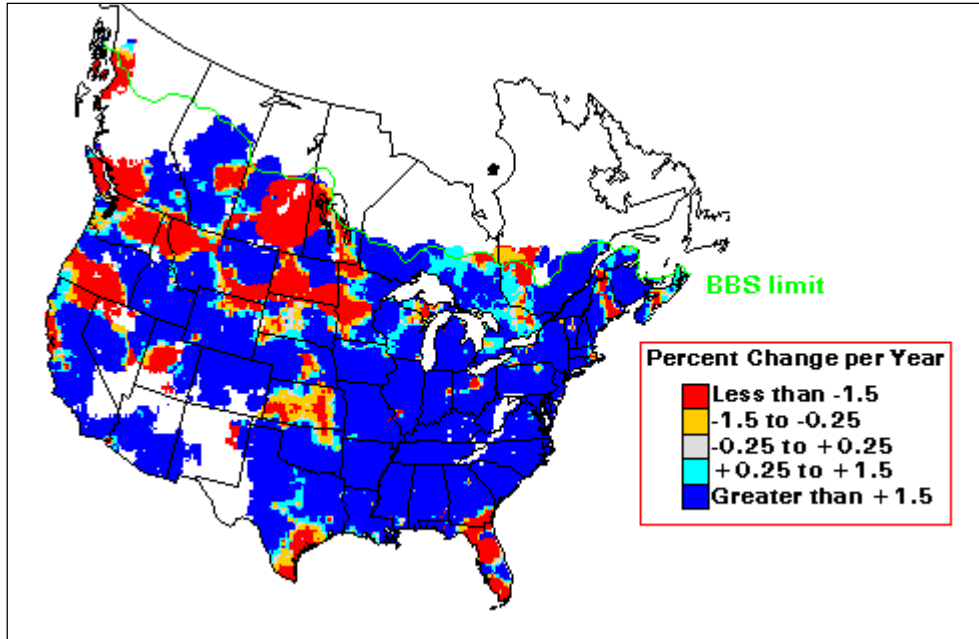 BBS limit
Percent Change per Year
Less than -1.5
-1.5 to -0.25
-0.25 to +0.25
+0.25 to +1.5
Greater than +1.5